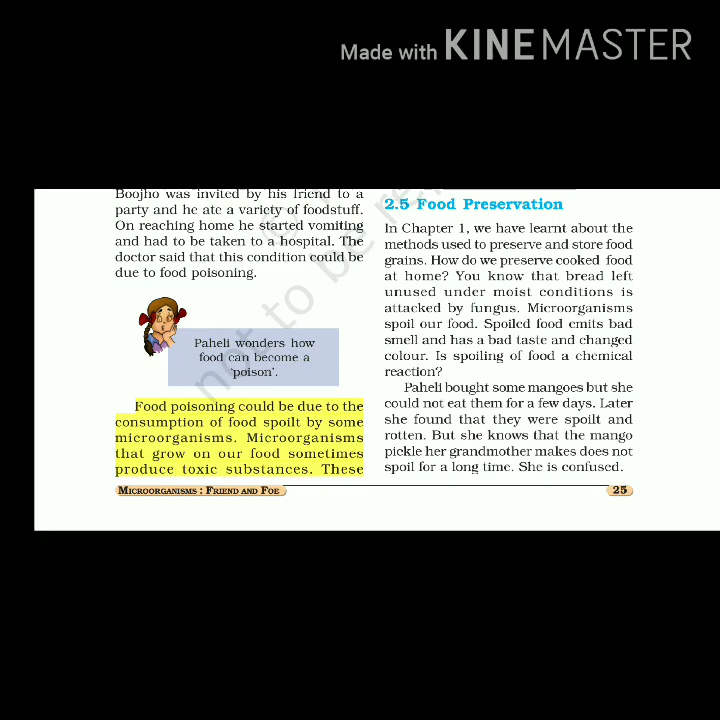 Made with KINEMASTER
Boojho was invited by his friend to a
party and he ate a variety of foodstuff.
On reaching home he started vomiting
and had to be taken to a hospital. The
doctor said that this condition could be
due to food poisoning.
Paheli wonders how
food can become a
‘poison’.
Food poisoning could be due to the
consumption of food spoilt by some
microorganisms. Microorganisms
that grow on our food sometimes
produce toxic substances. These
2.5 Food Preservation
In Chapter 1, we have learnt about the
methods used to preserve and store food
grains. How do we preserve cooked food
at home? You know that bread left
unused under moist conditions is
attacked by fungus. Microorganisms
spoil our food. Spoiled food emits bad
smell and has a bad taste and changed
colour. Is spoiling of food a chemical
reaction?
Paheli bought some mangoes but she
could not eat them for a few days. Later
she found that they were spoilt and
rotten. But she knows that the mango
pickle her grandmother makes does not
spoil for a long time. She is confused.
MICROORGANISMS : FRIEND AND FOE
25
not to be re